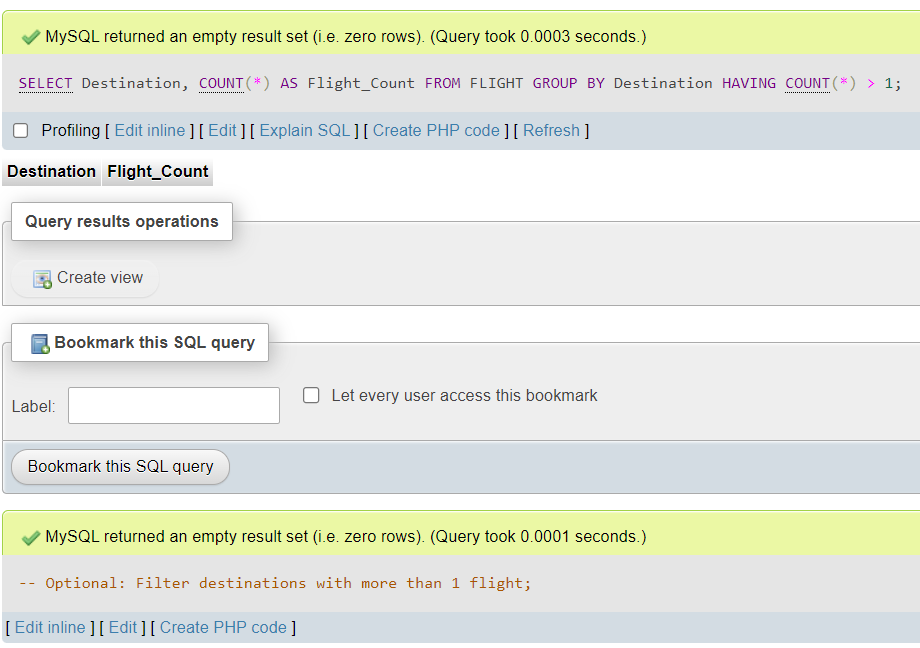 MySQL returned an empty result set (i.e. zero rows). (Query took 0.0003 seconds.)
SELECT Destination, COUNT(*) AS Flight_Count FROM FLIGHT GROUP BY Destination HAVING COUNT(*) > 1;
Profiling [ Edit inline ] [ Edit ] [ Explain SQL ] [ Create PHP code ] [ Refresh ]
Destination Flight_Count
Query results operations
Create view
Bookmark this SQL query
Label: Let every user access this bookmark
Bookmark this SQL query
MySQL returned an empty result set (i.e. zero rows). (Query took 0.0001 seconds.)
-- Optional: Filter destinations with more than 1 flight;
[ Edit inline ] [ Edit ] [ Create PHP code ]